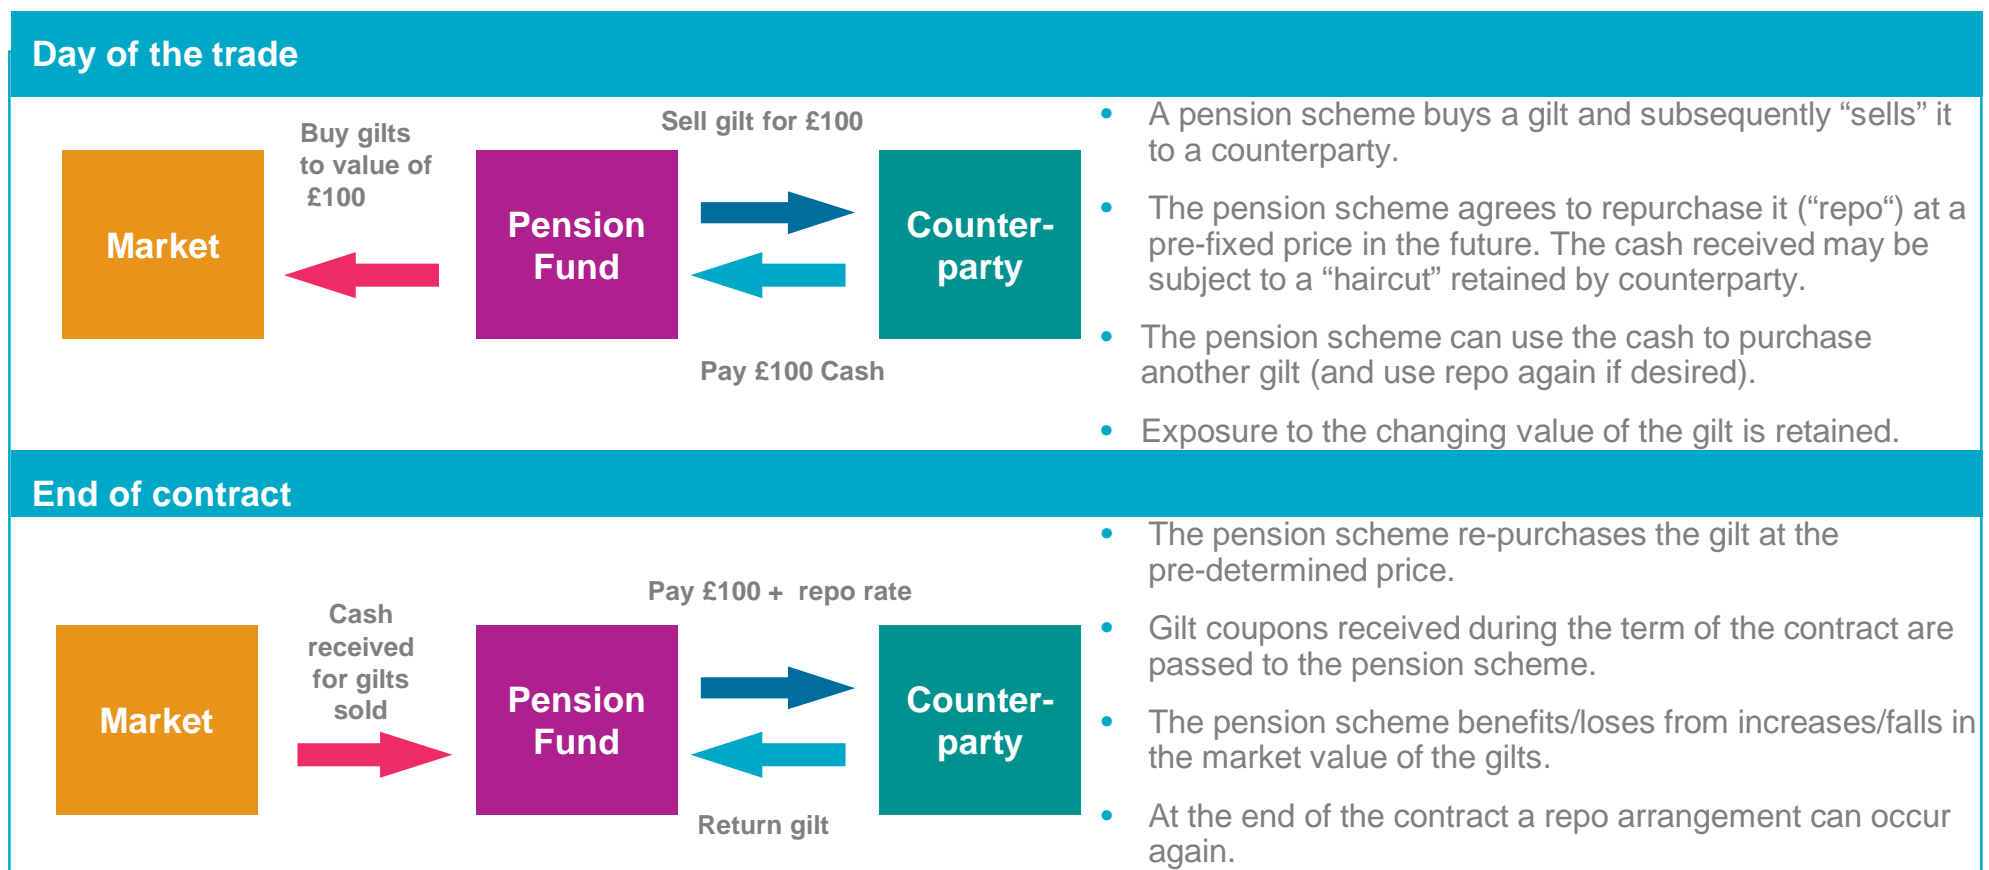 Day of the trade
Buy gilts
to value of
£100
Sell gilt for £100
Market
Pension
Fund
Counter-
party
Pay £100 Cash
• A pension scheme buys a gilt and subsequently “sells” it
to a counterparty.
• The pension scheme agrees to repurchase it (“repo“) at a
pre-fixed price in the future. The cash received may be
subject to a “haircut” retained by counterparty.
• The pension scheme can use the cash to purchase
another gilt (and use repo again if desired).
• Exposure to the changing value of the gilt is retained.
End of contract
Cash
received
for gilts
sold
Pay £100 + repo rate
Market
Pension
Fund
Counter-
party
Return gilt
• The pension scheme re-purchases the gilt at the
pre-determined price.
• Gilt coupons received during the term of the contract are
passed to the pension scheme.
• The pension scheme benefits/loses from increases/falls in
the market value of the gilts.
• At the end of the contract a repo arrangement can occur
again.